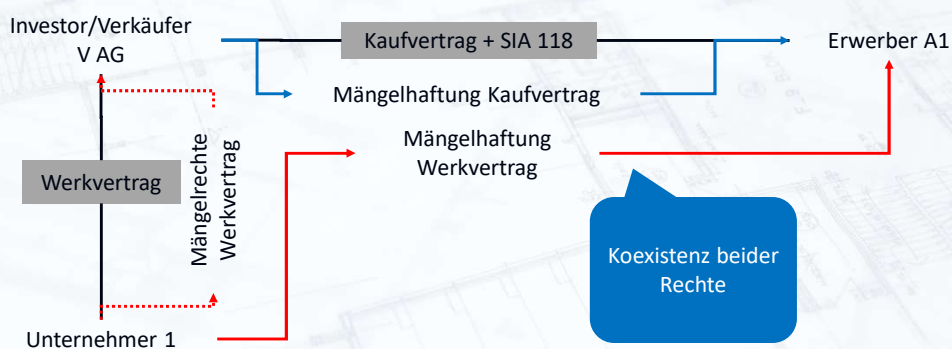 Investor/Verkäufer
V AG
Kaufvertrag + SIA 118
Erwerber A1
Mängelhaftung Kaufvertrag
Mängelhaftung
Werkvertrag
Werkvertrag
Mängelrechte
Werkvertrag
Koexistenz beider
Rechte
Unternehmer 1